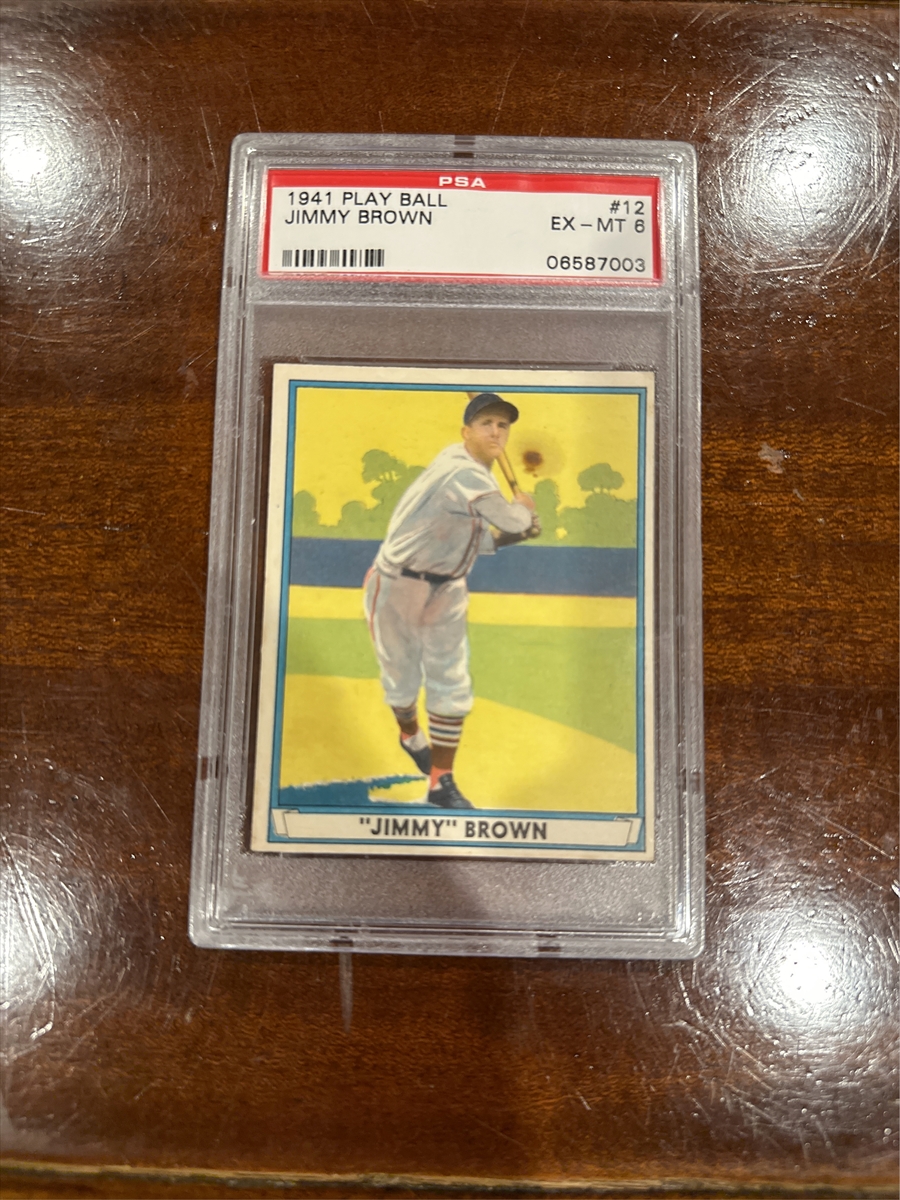 PSA
1941 PLAY BALL #12
JIMMY BROWN EX - MT 6
06587003
"JIMMY" BROWN